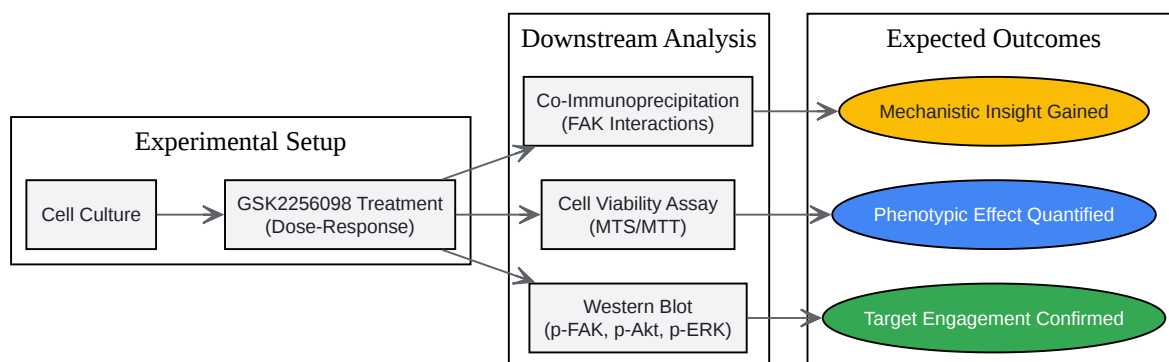 Experimental Setup
Cell Culture
GSK2256098 Treatment
(Dose-Response)
Downstream Analysis
Co-Immunoprecipitation
(FAK Interactions)
Cell Viability Assay
(MTS/MTT)
Western Blot
(p-FAK, p-Akt, p-ERK)
Expected Outcomes
Mechanistic Insight Gained
Phenotypic Effect Quantified
Target Engagement Confirmed